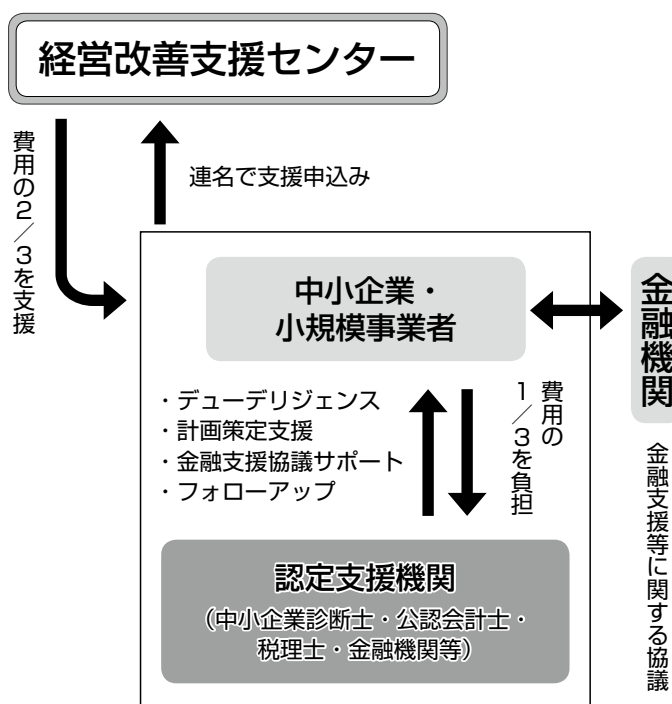 経営改善支援センター
費用の2／3を支援
連名で支援申込み
中小企業・
小規模事業者
金融機関
・デューデリジェンス
・計画策定支援
・金融支援協議サポート
・フォローアップ
費用の
1／3を負担
金融支援等に関する協議
認定支援機関
（中小企業診断士・公認会計士・
税理士・金融機関等）